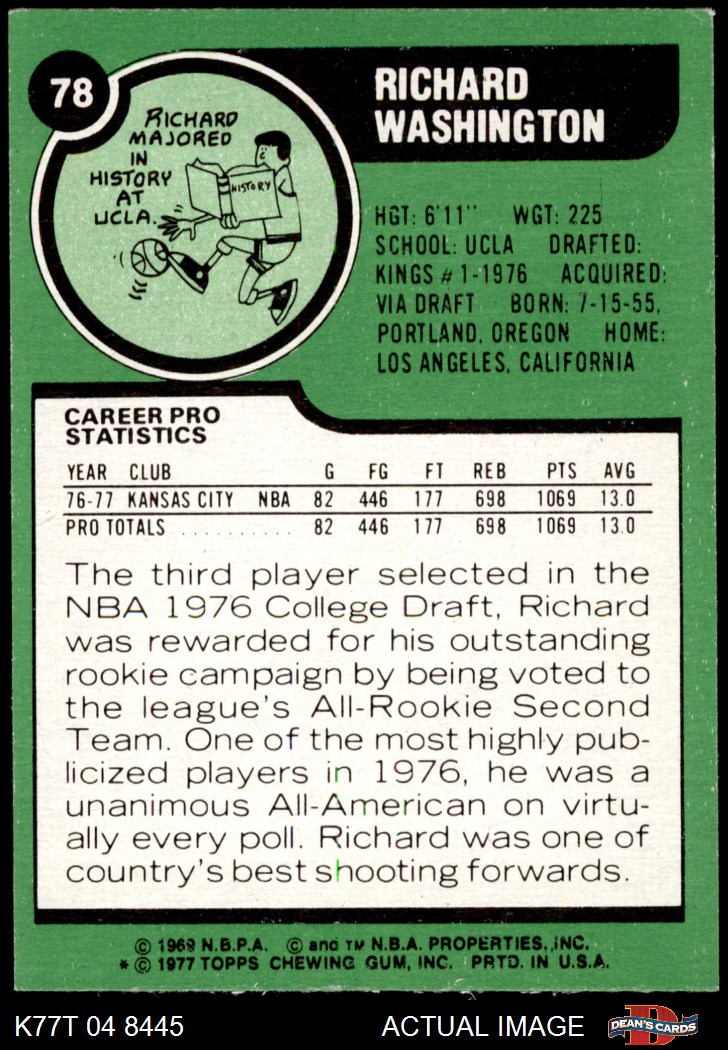 78
RICHARD
WASHINGTON
RICHARD
MAJORED
IN
HISTORY
AT
UCLA.
HISTORY
HGT: 6'11" WGT: 225
SCHOOL: UCLA DRAFTED:
KINGS # 1-1976 ACQUIRED:
VIA DRAFT BORN: 7-15-55,
PORTLAND, OREGON HOME:
LOS ANGELES, CALIFORNIA
CAREER PRO
STATISTICS
YEAR CLUB G FG FT REB PTS AVG
76-77 KANSAS CITY NBA 82 446 177 698 1069 13.0
PRO TOTALS .......... 82 446 177 698 1069 13.0
The third player selected in the
NBA 1976 College Draft, Richard
was rewarded for his outstanding
rookie campaign by being voted to
the league's All-Rookie Second
Team. One of the most highly pub-
licized players in 1976, he was a
unanimous All-American on virtu-
ally every poll. Richard was one of
country's best shooting forwards.
© 1969 N.B.P.A. © and TM N.B.A. PROPERTIES, INC.
* © 1977 TOPPS CHEWING GUM, INC. PRTD. IN U.S.A.
K77T 04 8445 ACTUAL IMAGE
D
DEAN'S CARDS